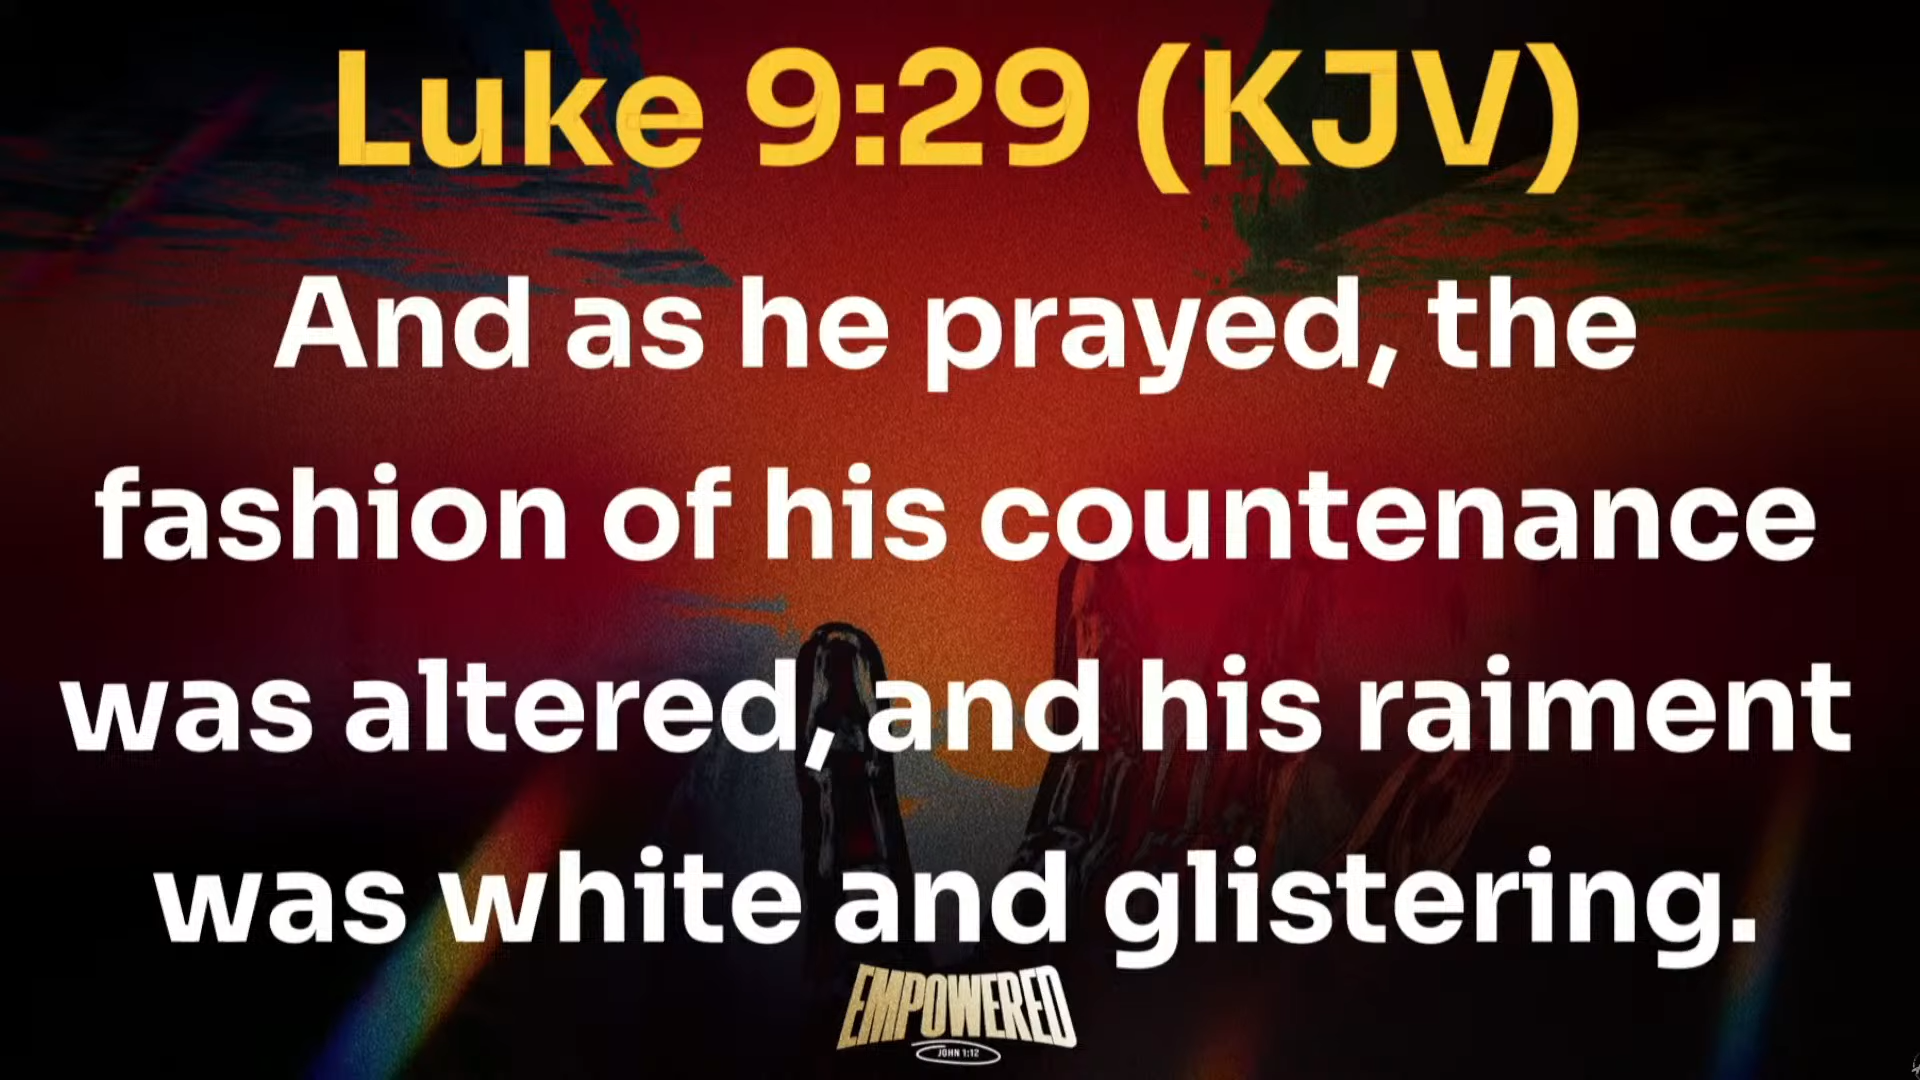 Luke 9:29 (KJV)
And as he prayed, the
fashion of his countenance
was altered, and his raiment
was white and glistering.
EMPOWERED
JOHN 1:12